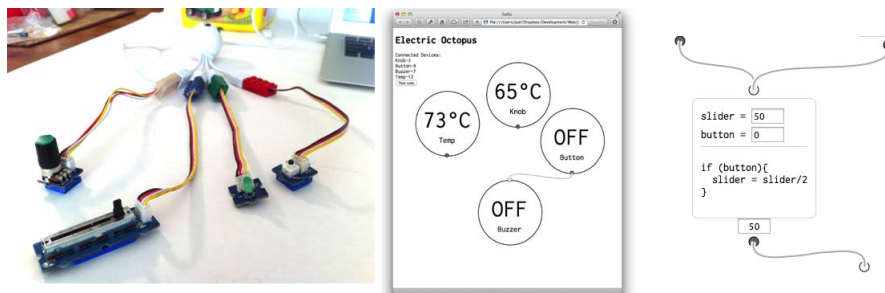 hello
Electric Octopus
Connected Devices:
Knob-3
Button-9
Buzzer-7
Temp-12
65°C
Knob
73°C
Temp
OFF
Button
OFF
Buzzer
slider = 50
button = 0
if (button){
slider = slider/2
}
50